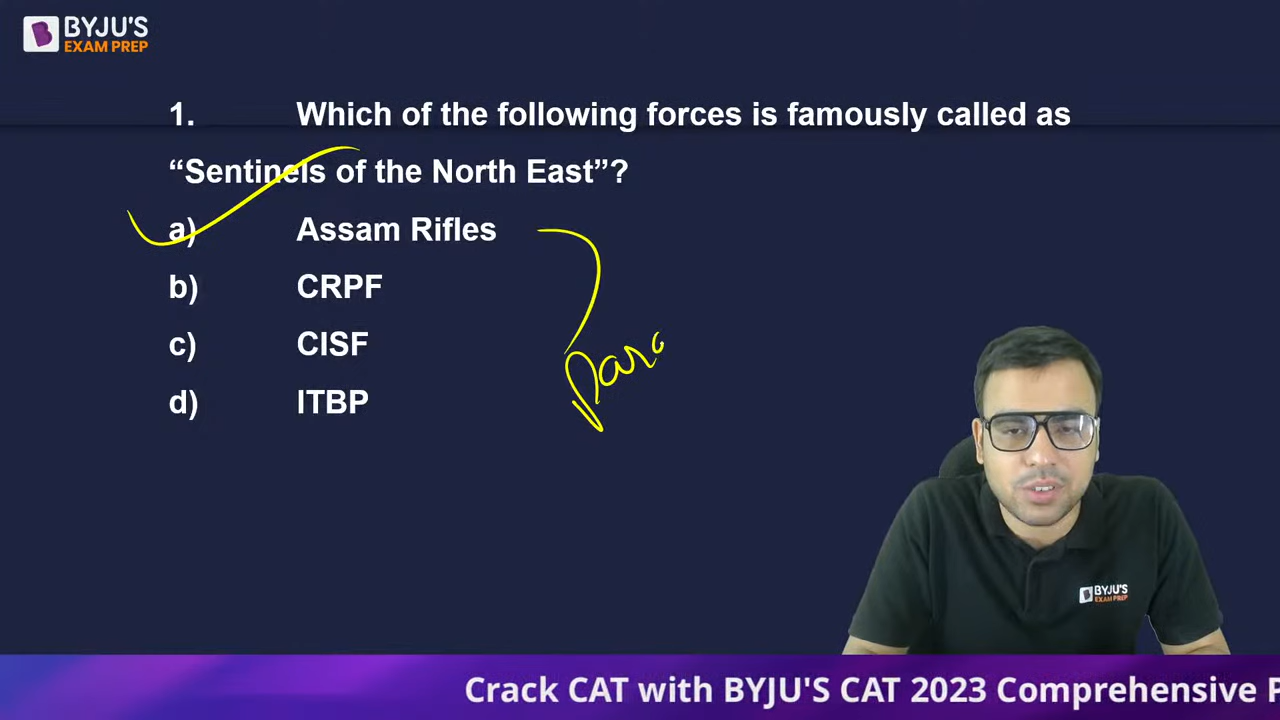 BYJU'S
EXAM PREP
1. Which of the following forces is famously called as
“Sentinels of the North East”?
a) Assam Rifles
b) CRPF
c) CISF
d) ITBP
para
BYJU'S
EXAM PREP
Crack CAT with BYJU'S CAT 2023 Comprehensive P